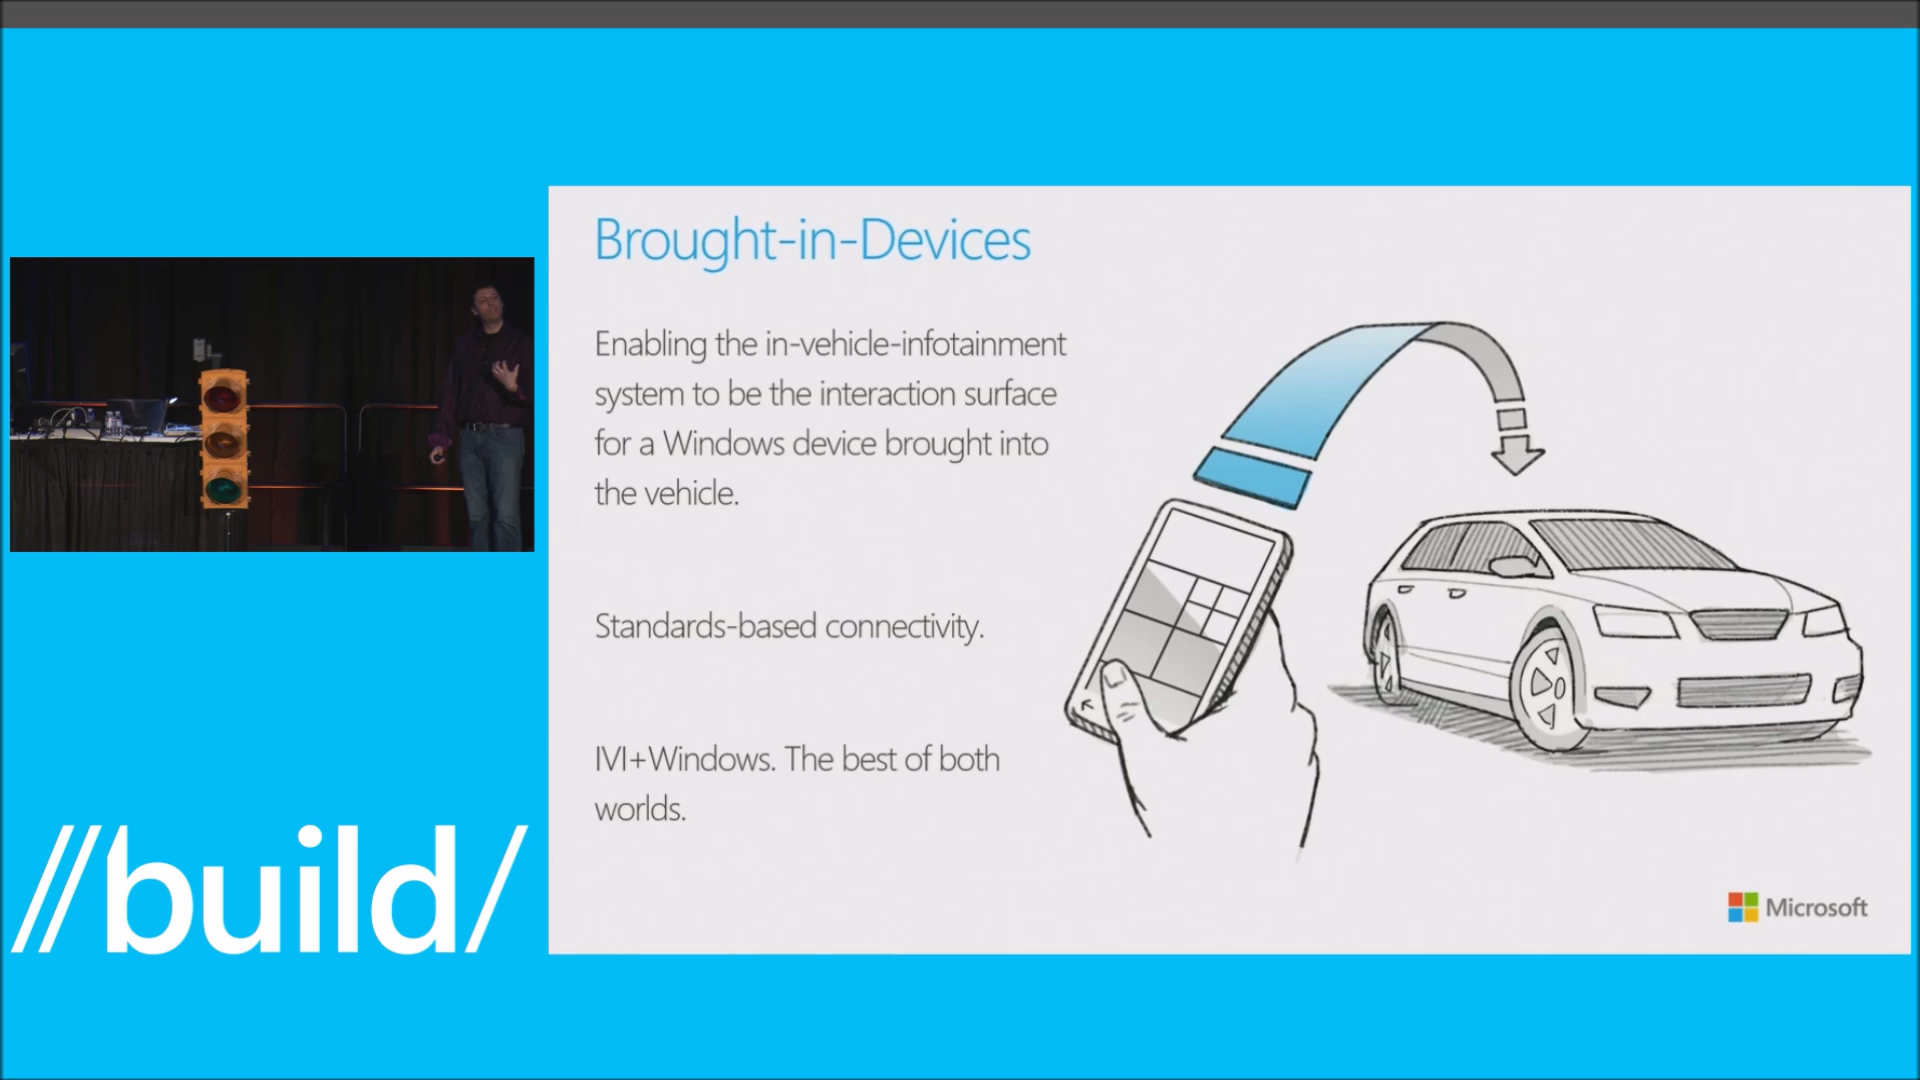 Brought-in-Devices
Enabling the in-vehicle-infotainment
system to be the interaction surface
for a Windows device brought into
the vehicle.
Standards-based connectivity.
IVI+Windows. The best of both
worlds.
//build/
Microsoft